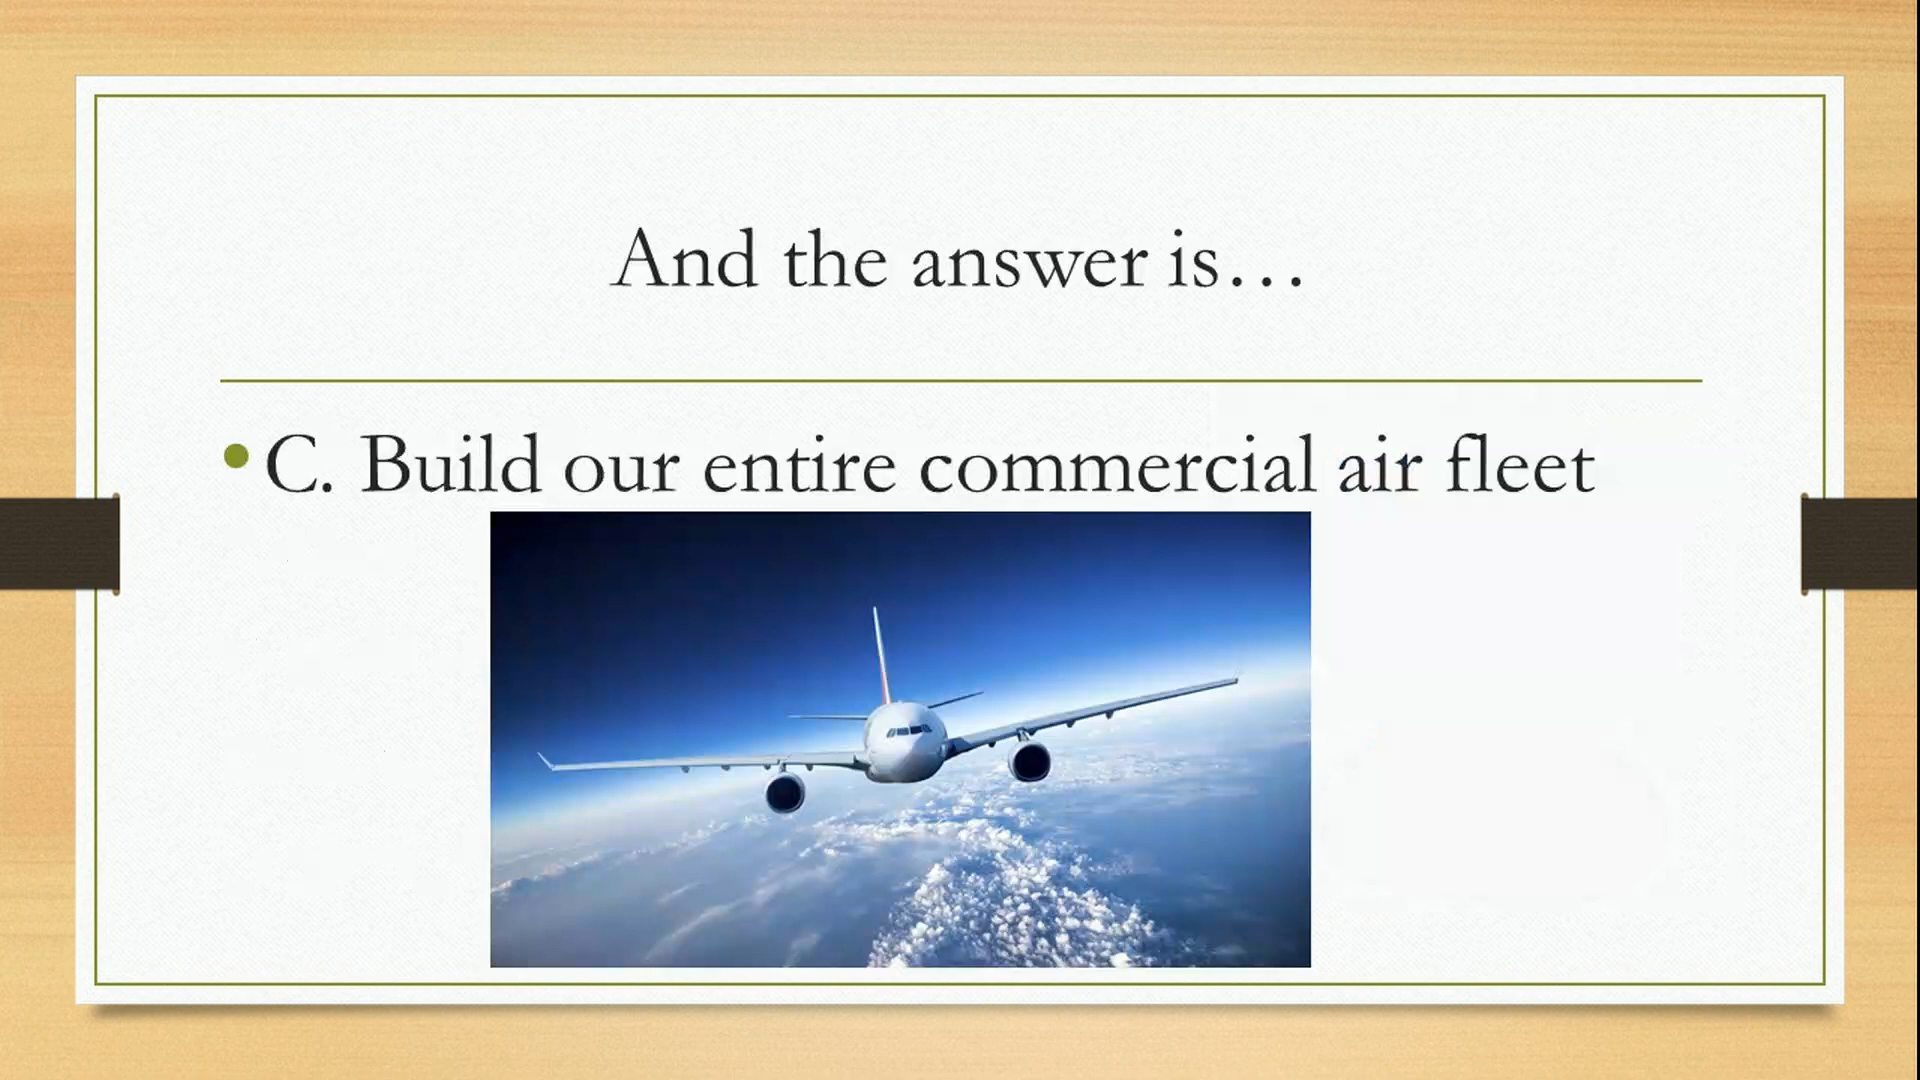 And the answer is…
C. Build our entire commercial air fleet